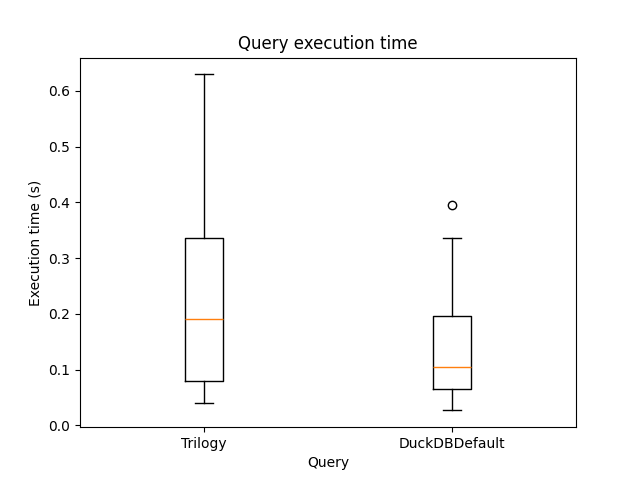 Query execution time
Execution time (s)
0.6
0.5
0.4
0.3
0.2
0.1
0.0
Trilogy
DuckDBDefault
Query